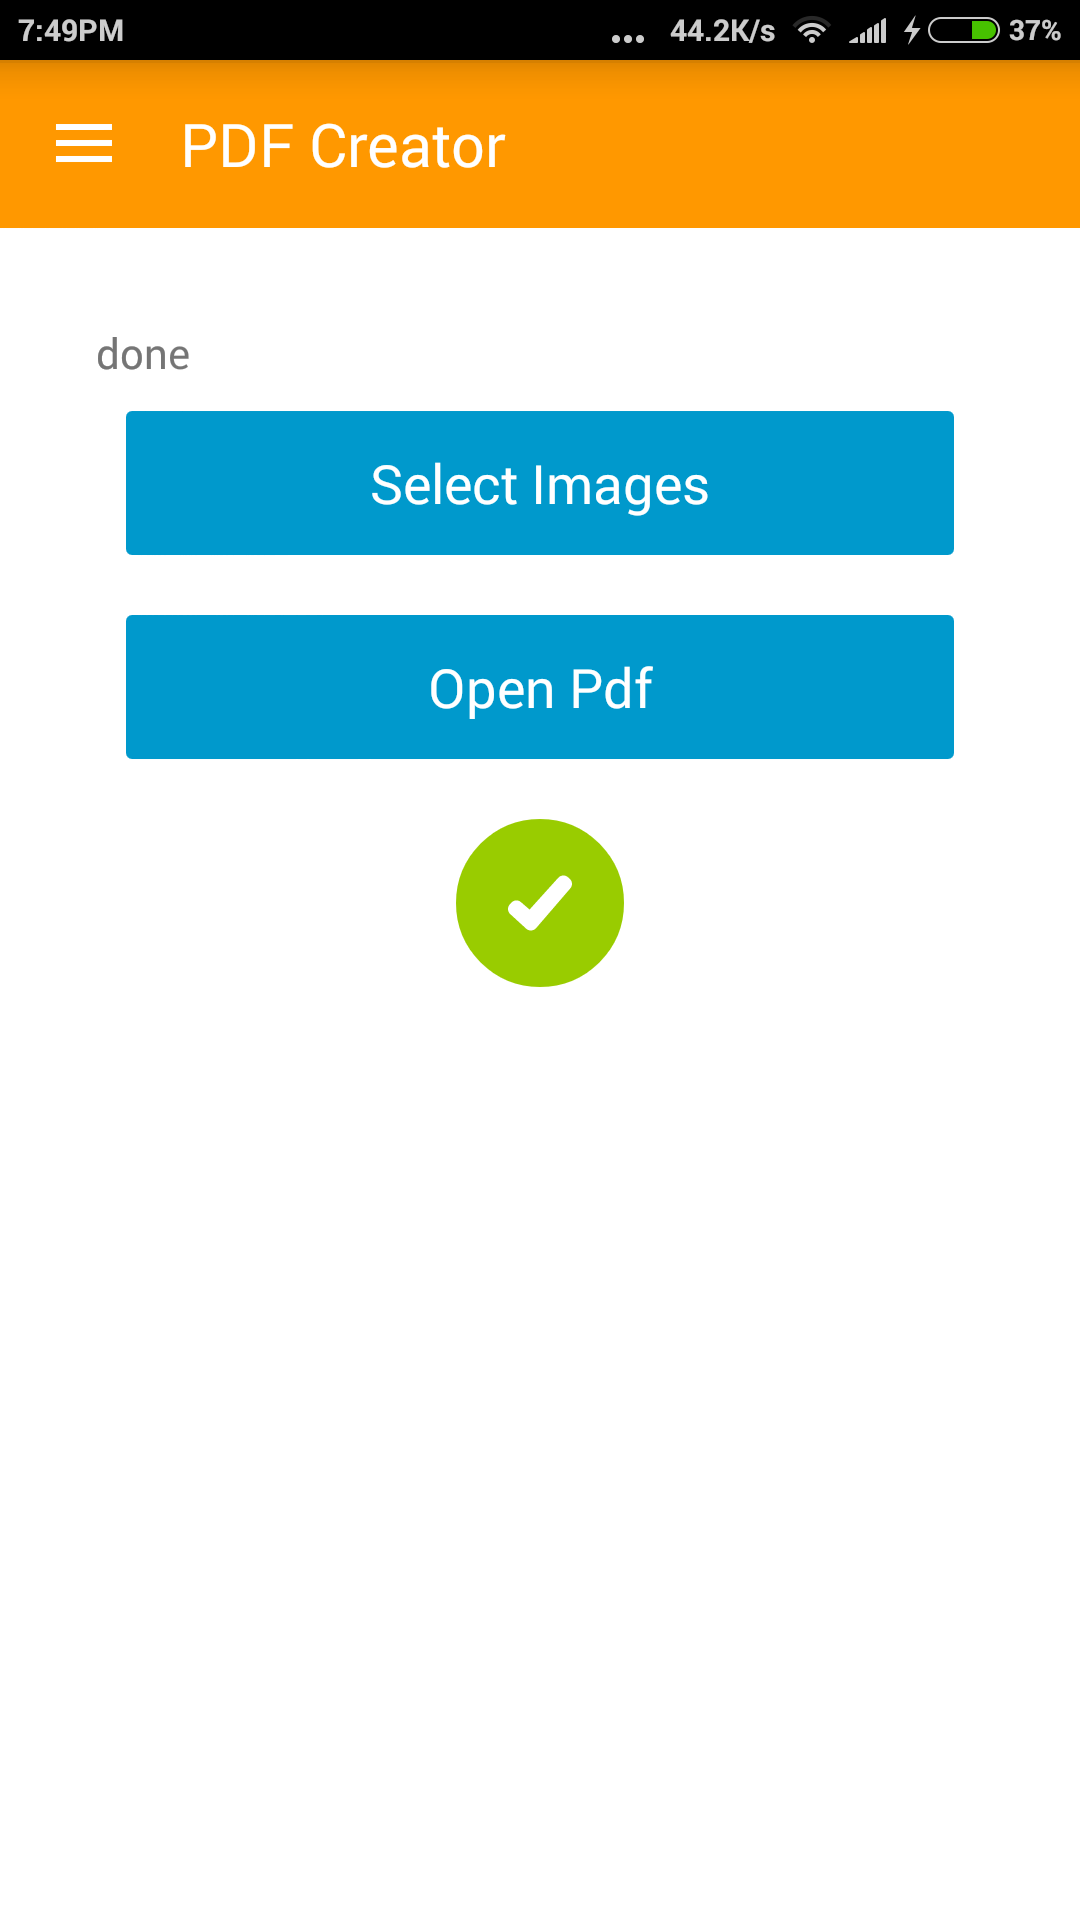 7:49PM ... 44.2K/s 37%
PDF Creator
done
Select Images
Open Pdf